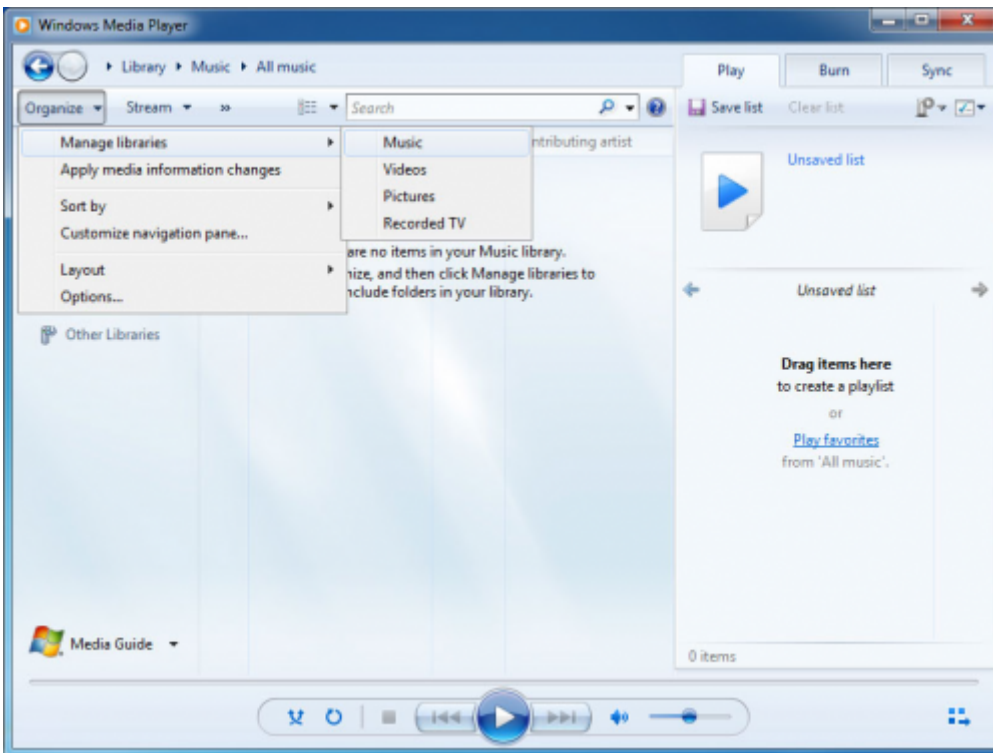 Windows Media Player
Library Music All music
Play Burn Sync
Organize Stream » Search Save list Clear list
Manage libraries
Apply media information changes
Sort by
Customize navigation pane...
Layout
Options...
Music
Videos
Pictures
Recorded TV
artist
are no items in your Music library.
and then click Manage libraries to
include folders in your library.
Other Libraries
Unsaved list
Unsaved list
Drag items here
to create a playlist
or
Play favorites
from 'All music'.
Media Guide
0 items